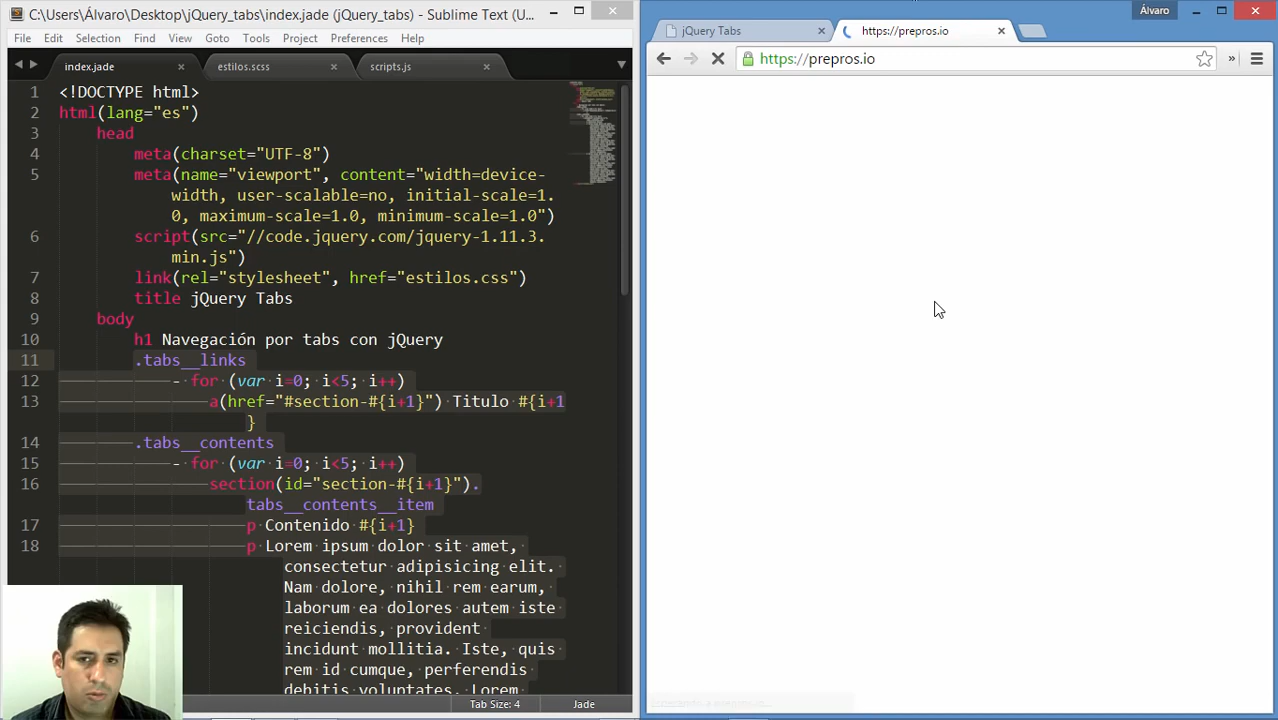 C:\Users\Álvaro\Desktop\jQuery_tabs\index.jade (jQuery_tabs) - Sublime Text (U...
File Edit Selection Find View Goto Tools Project Preferences Help
index.jade estilos.scss scripts.js
1 <!DOCTYPE html>
2 html(lang="es")
3 head
4 meta(charset="UTF-8")
5 meta(name="viewport", content="width=device-
width, user-scalable=no, initial-scale=1.
0, maximum-scale=1.0, minimum-scale=1.0")
6 script(src="//code.jquery.com/jquery-1.11.3.
min.js")
7 link(rel="stylesheet", href="estilos.css")
8 title jQuery Tabs
9 body
10 h1 Navegación por tabs con jQuery
11 .tabs__links
12 - for (var i=0; i<5; i++)
13 a(href="#section-#{i+1}") Titulo #{i+1
}
14 .tabs__contents
15 - for (var i=0; i<5; i++)
16 section(id="section-#{i+1}").
tabs__contents__item
17 p Contenido #{i+1}
18 p Lorem ipsum dolor sit amet,
consectetur adipisicing elit.
Nam dolore, nihil rem earum,
laborum ea dolores autem iste
reiciendis, provident
incidunt mollitia. Iste, quis
rem id cumque, perferendis
debitis voluptates. Lorem
Tab Size: 4 Jade
Álvaro
jQuery Tabs https://prepros.io
https://prepros.io